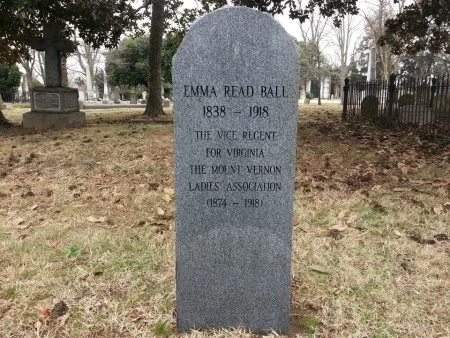 EMMA READ BALL
1838 – 1918
THE VICE REGENT
FOR VIRGINIA
THE MOUNT VERNON
LADIES' ASSOCIATION
(1874 – 1918)